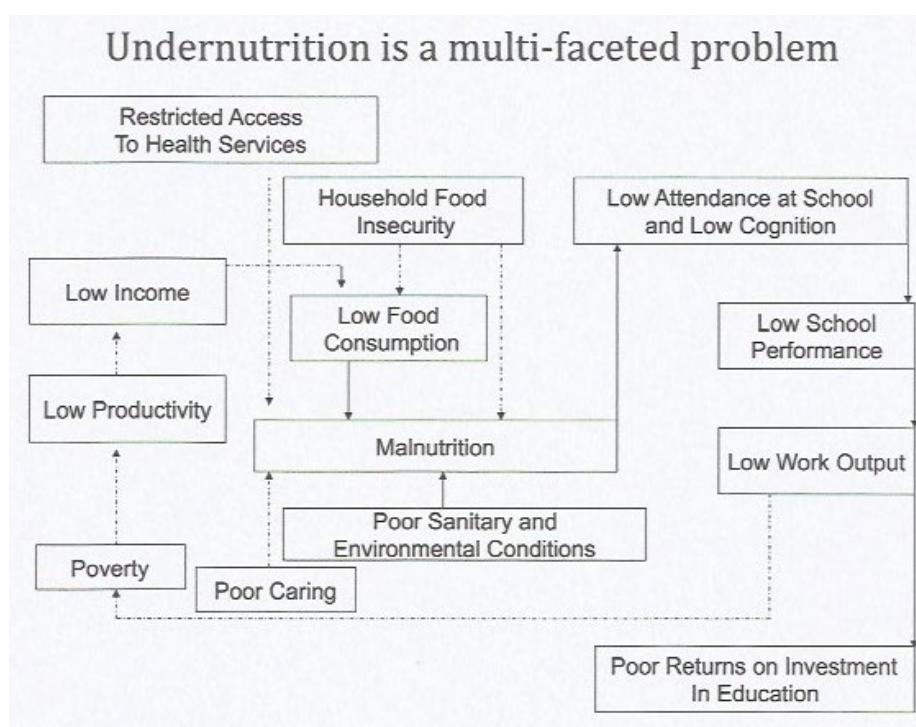 Undernutrition is a multi-faceted problem
Restricted Access
To Health Services
Household Food
Insecurity
Low Attendance at School
and Low Cognition
Low Income
Low Food
Consumption
Low School
Performance
Low Productivity
Malnutrition
Low Work Output
Poor Sanitary and
Environmental Conditions
Poverty
Poor Caring
Poor Returns on Investment
In Education